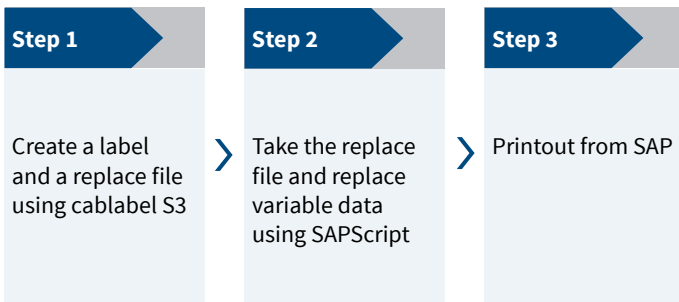 Step 1
Create a label
and a replace file
using cablabel S3
Step 2
Take the replace
file and replace
variable data
using SAPScript
Step 3
Printout from SAP